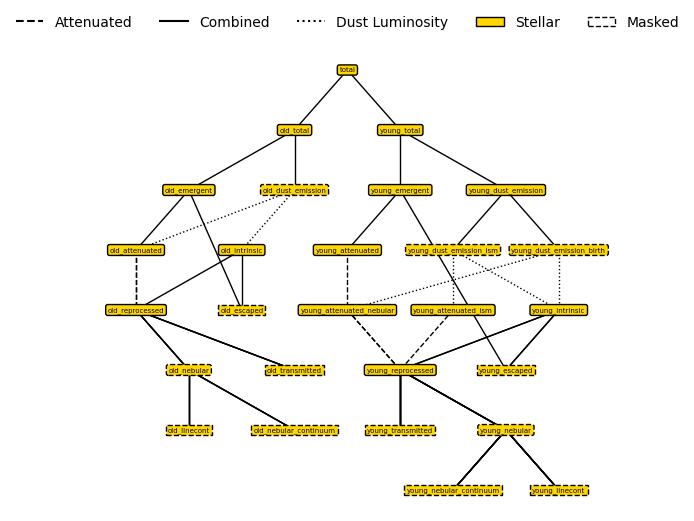 Attenuated Combined Dust Luminosity Stellar Masked
total
old_total young_total
old_emergent old_dust_emission young_emergent young_dust_emission
old_attenuated old_intrinsic young_attenuated young_dust_emission_ism young_dust_emission_birth
old_reprocessed old_escaped young_attenuated_nebular young_attenuated_ism young_intrinsic
old_nebular old_transmitted young_reprocessed young_escaped
old_linecont old_nebular_continuum young_transmitted young_nebular
young_nebular_continuum young_linecont